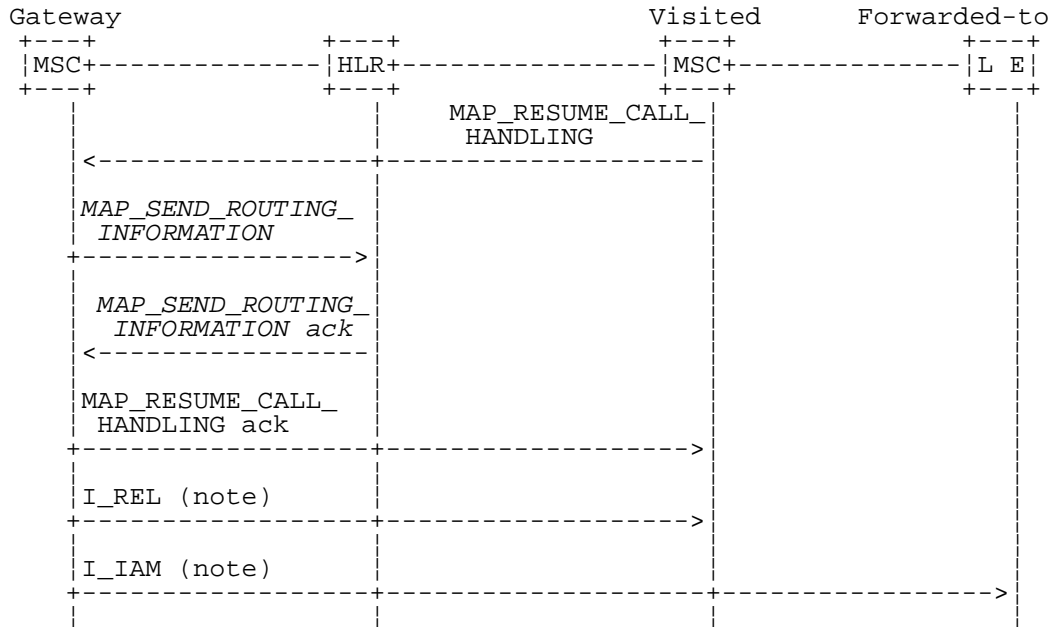 Gateway Visited Forwarded-to
MSC HLR MSC L E
MAP_RESUME_CALL_
HANDLING
MAP_SEND_ROUTING_
INFORMATION
MAP_SEND_ROUTING_
INFORMATION ack
MAP_RESUME_CALL_
HANDLING ack
I_REL (note)
I_IAM (note)